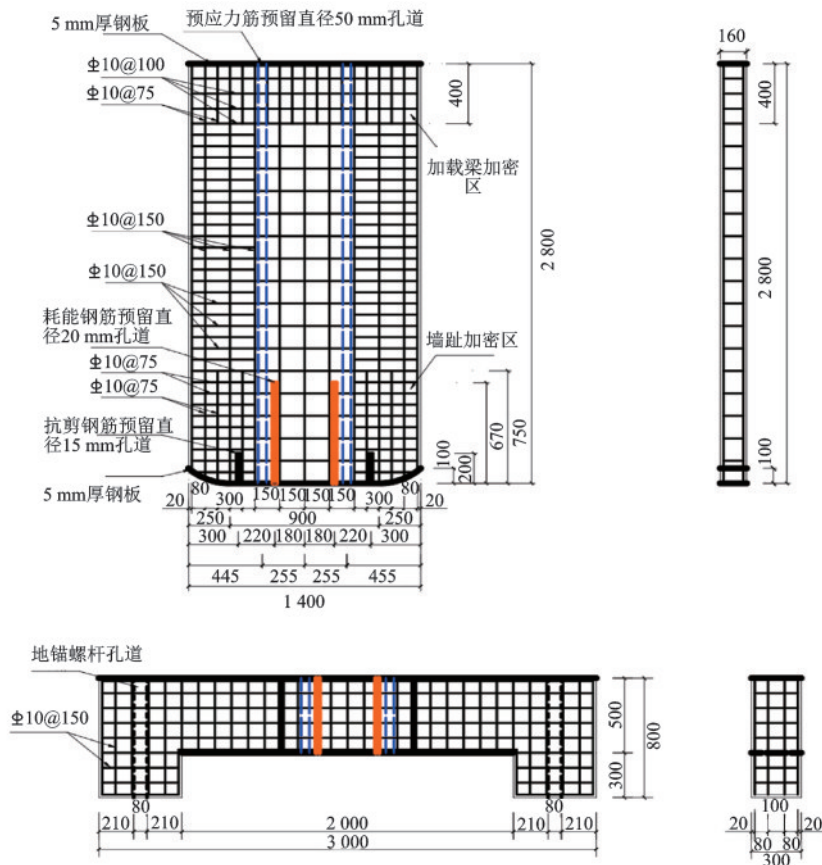 预应力筋预留直径50 mm孔道
5 mm厚钢板
Φ10@100
Φ10@75
加载梁加密
区
400
2 800
Φ10@150
Φ10@150
耗能钢筋预留直
径20 mm孔道
墙趾加密区
Φ10@75
Φ10@75
抗剪钢筋预留直
径15 mm孔道
100
200
670
750
5 mm厚钢板
20 80 300 150 150 150 150 300 80 20
250 900 250
300 220 180 180 220 300
445 255 255 455
1 400
160
400
2 800
100
地锚螺杆孔道
Φ10@150
500
300
800
80 80
210 210 2 000 210 210
3 000
100
20 80 80 20
300